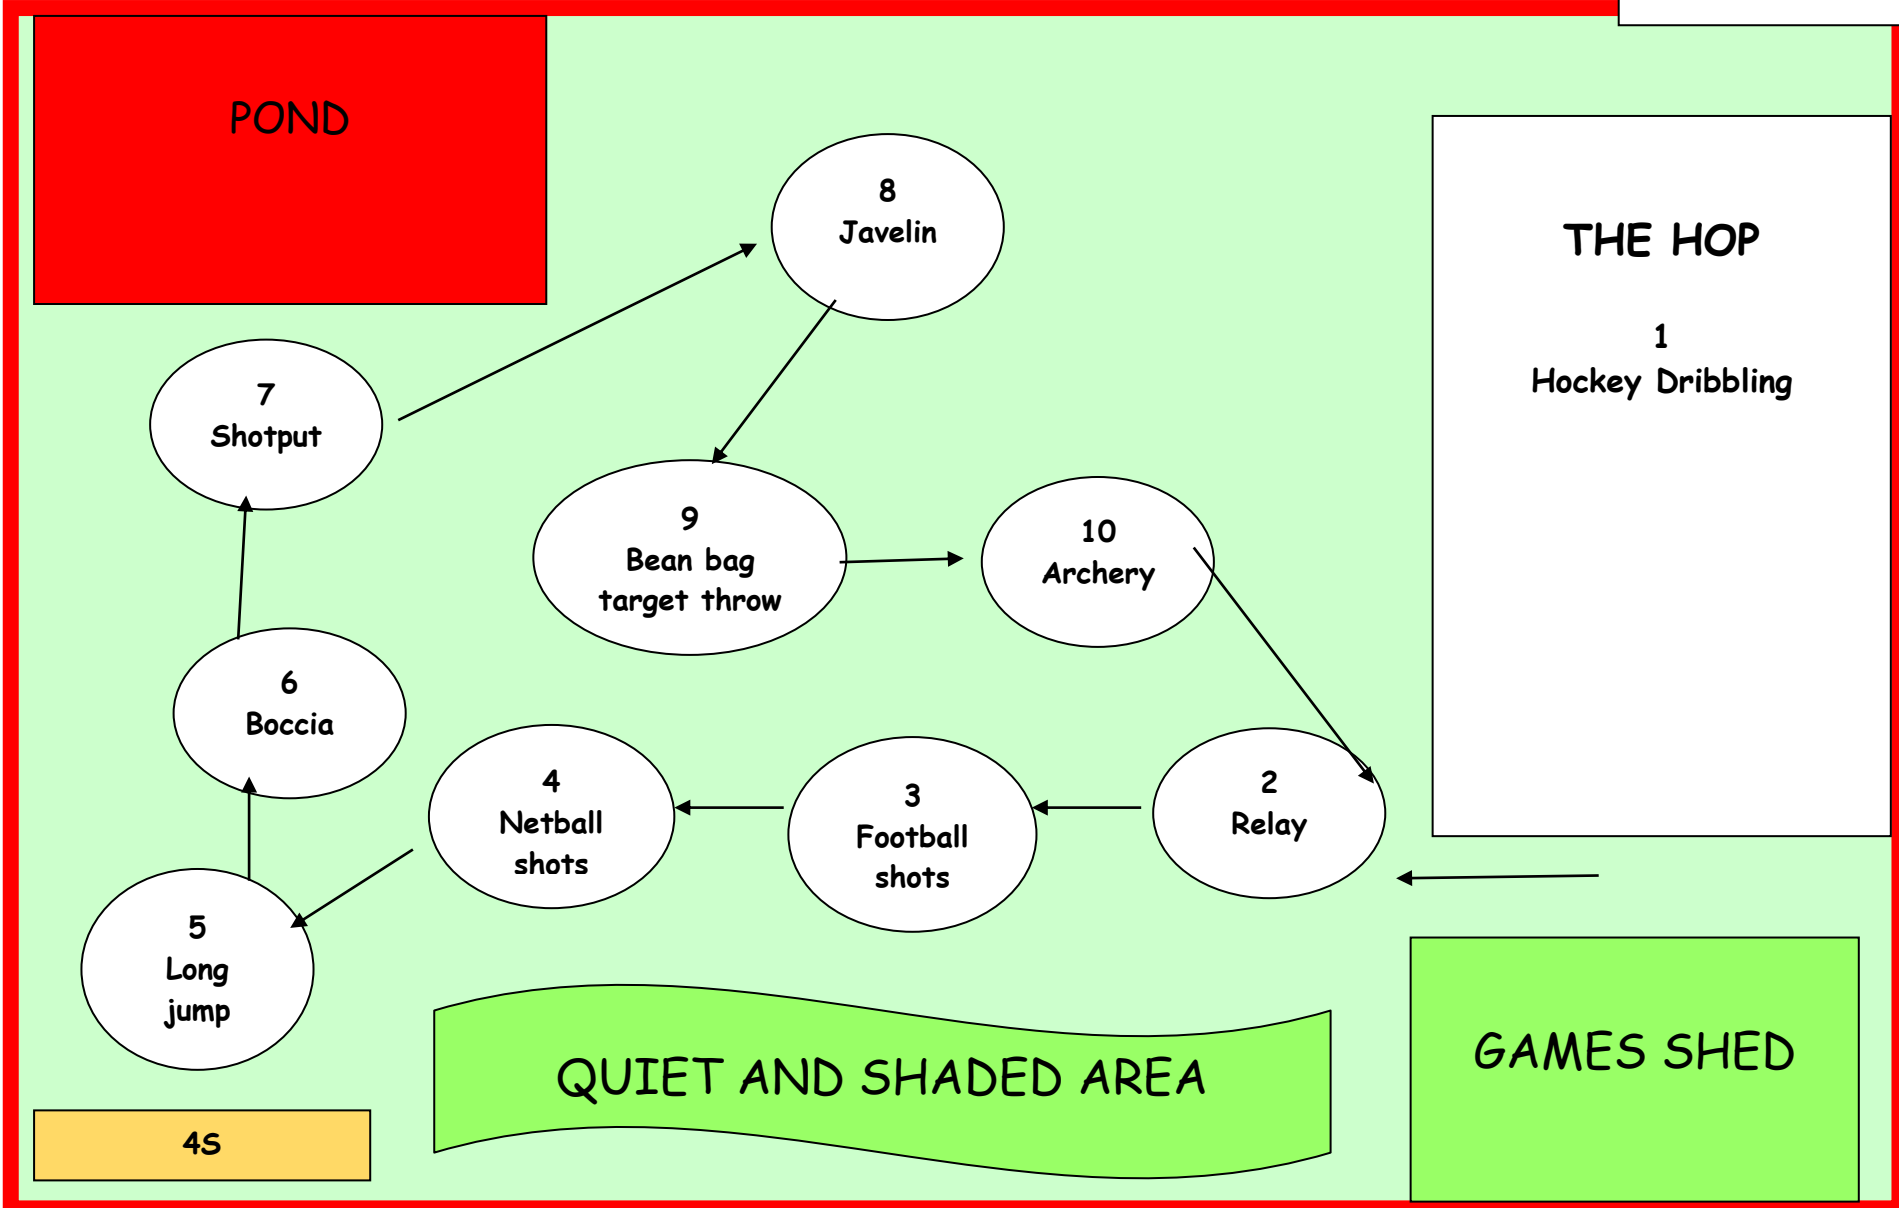 POND
8
Javelin
THE HOP
1
Hockey Dribbling
7
Shotput
9
Bean bag
target throw
10
Archery
6
Boccia
4
Netball
shots
3
Football
shots
2
Relay
5
Long
jump
QUIET AND SHADED AREA
GAMES SHED
4S